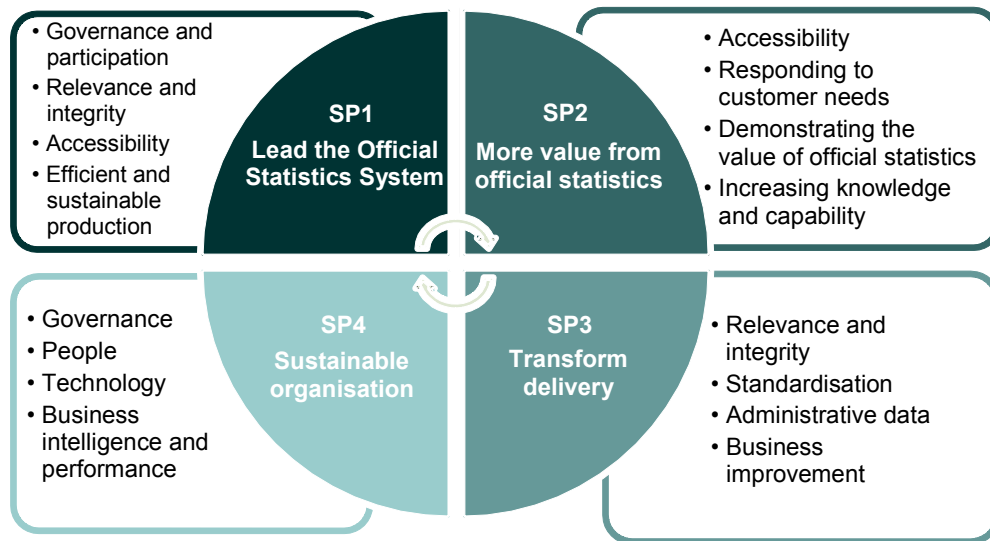 • Governance and
participation
• Relevance and
integrity
• Accessibility
• Efficient and
sustainable
production
SP1
Lead the Official
Statistics System
SP2
More value from
official statistics
• Accessibility
• Responding to
customer needs
• Demonstrating the
value of official statistics
• Increasing knowledge
and capability
• Governance
• People
• Technology
• Business
intelligence and
performance
SP4
Sustainable
organisation
SP3
Transform
delivery
• Relevance and
integrity
• Standardisation
• Administrative data
• Business
improvement